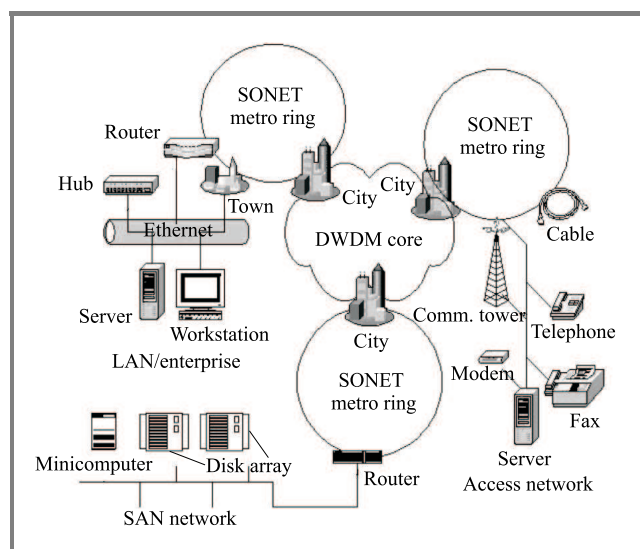 SONET
metro ring
SONET
metro ring
Router
Hub
Town
City
City
Cable
Ethernet
DWDM core
Server
Workstation
LAN/enterprise
City
Comm. tower
Telephone
SONET
metro ring
Modem
Fax
Minicomputer
Disk array
Router
Server
Access network
SAN network